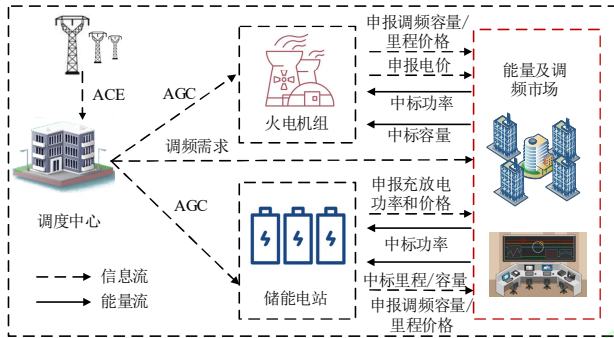 ACE
调度中心
AGC
调频需求
AGC
信息流
能量流
火电机组
储能电站
申报调频容量/
里程价格
申报电价
中标功率
中标容量
申报充放电
功率和价格
中标功率
中标里程/容量
申报调频容量/
里程价格
能量及调
频市场